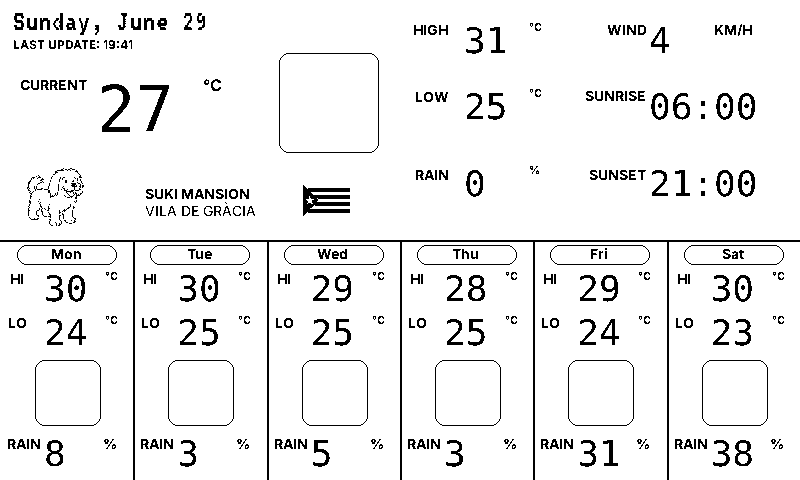 Sunday, June 29
LAST UPDATE: 19:41
CURRENT 27 °C
HIGH 31 °C
LOW 25 °C
RAIN 0 %
WIND 4 KM/H
SUNRISE 06:00
SUNSET 21:00
SUKI MANSION
VILA DE GRÀCIA
Mon
HI 30 °C
LO 24 °C
RAIN 8 %
Tue
HI 30 °C
LO 25 °C
RAIN 3 %
Wed
HI 29 °C
LO 25 °C
RAIN 5 %
Thu
HI 28 °C
LO 25 °C
RAIN 3 %
Fri
HI 29 °C
LO 24 °C
RAIN 31 %
Sat
HI 30 °C
LO 23 °C
RAIN 38 %